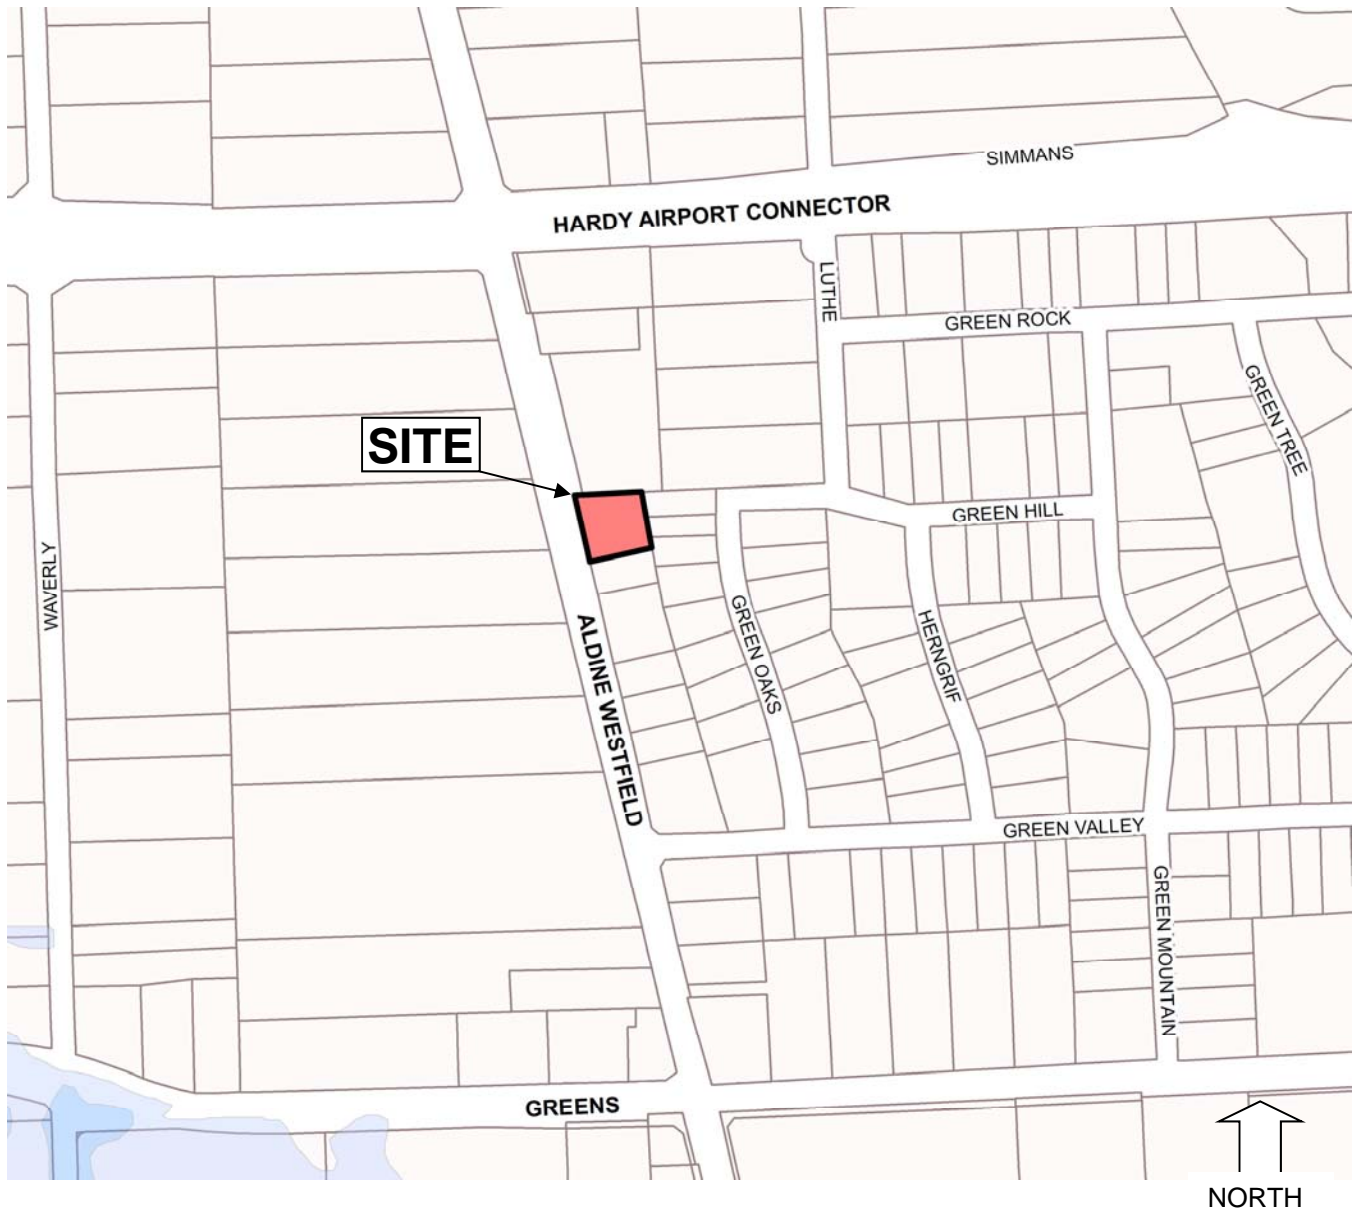 SIMMANS
HARDY AIRPORT CONNECTOR
LUTHE
GREEN ROCK
GREEN TREE
SITE
GREEN HILL
WAVERLY
ALDINE WESTFIELD
GREEN OAKS
HERNGRIF
GREEN VALLEY
GREEN MOUNTAIN
GREENS
NORTH